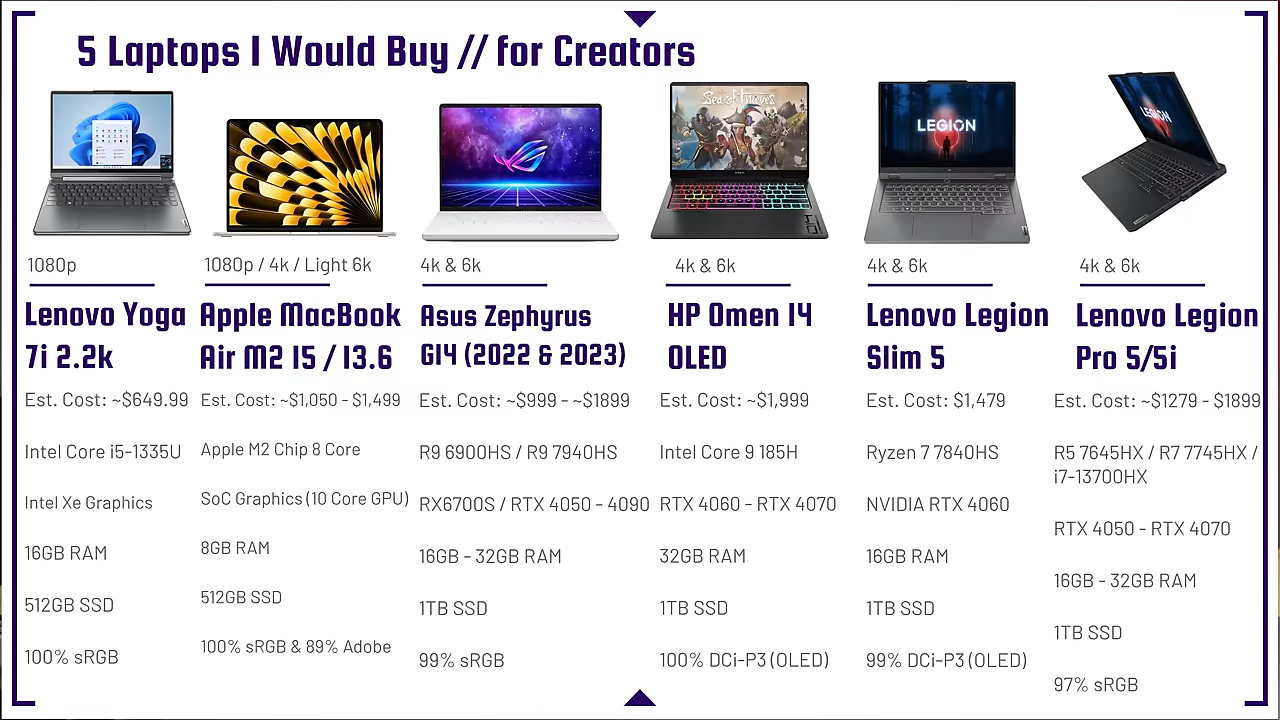 5 Laptops I Would Buy // for Creators
Sea of Thieves
LEGION
LEGION
1080p
Lenovo Yoga
7i 2.2k
Est. Cost: ~$649.99
Intel Core i5-1335U
Intel Xe Graphics
16GB RAM
512GB SSD
100% sRGB
1080p / 4k / Light 6k
Apple MacBook
Air M2 15 / 13.6
Est. Cost: ~$1,050 - $1,499
Apple M2 Chip 8 Core
SoC Graphics (10 Core GPU)
8GB RAM
512GB SSD
100% sRGB & 89% Adobe
4k & 6k
Asus Zephyrus
G14 (2022 & 2023)
Est. Cost: ~$999 - ~$1899
R9 6900HS / R9 7940HS
RX6700S / RTX 4050 - 4090
16GB - 32GB RAM
1TB SSD
99% sRGB
4k & 6k
HP Omen 14
OLED
Est. Cost: ~$1,999
Intel Core 9 185H
RTX 4060 - RTX 4070
32GB RAM
1TB SSD
100% DCi-P3 (OLED)
4k & 6k
Lenovo Legion
Slim 5
Est. Cost: $1,479
Ryzen 7 7840HS
NVIDIA RTX 4060
16GB RAM
1TB SSD
99% DCi-P3 (OLED)
4k & 6k
Lenovo Legion
Pro 5/5i
Est. Cost: ~$1279 - $1899
R5 7645HX / R7 7745HX /
i7-13700HX
RTX 4050 - RTX 4070
16GB - 32GB RAM
1TB SSD
97% sRGB